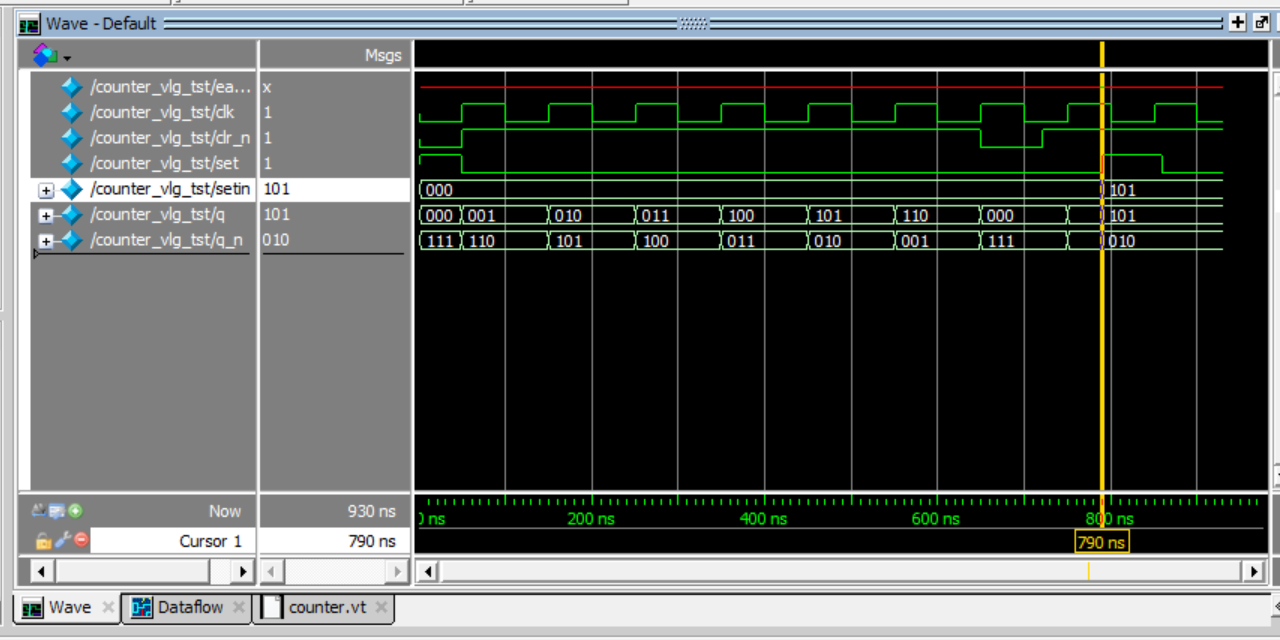 Wave - Default
Msgs
/counter_vlg_tst/ea... x
/counter_vlg_tst/clk 1
/counter_vlg_tst/clr_n 1
/counter_vlg_tst/set 1
/counter_vlg_tst/setin 101 000 101
/counter_vlg_tst/q 101 000 001 010 011 100 101 110 000 101
/counter_vlg_tst/q_n 010 111 110 101 100 011 010 001 111 010
Now 930 ns ns 200 ns 400 ns 600 ns 800 ns
Cursor 1 790 ns 790 ns
Wave Dataflow counter.vt